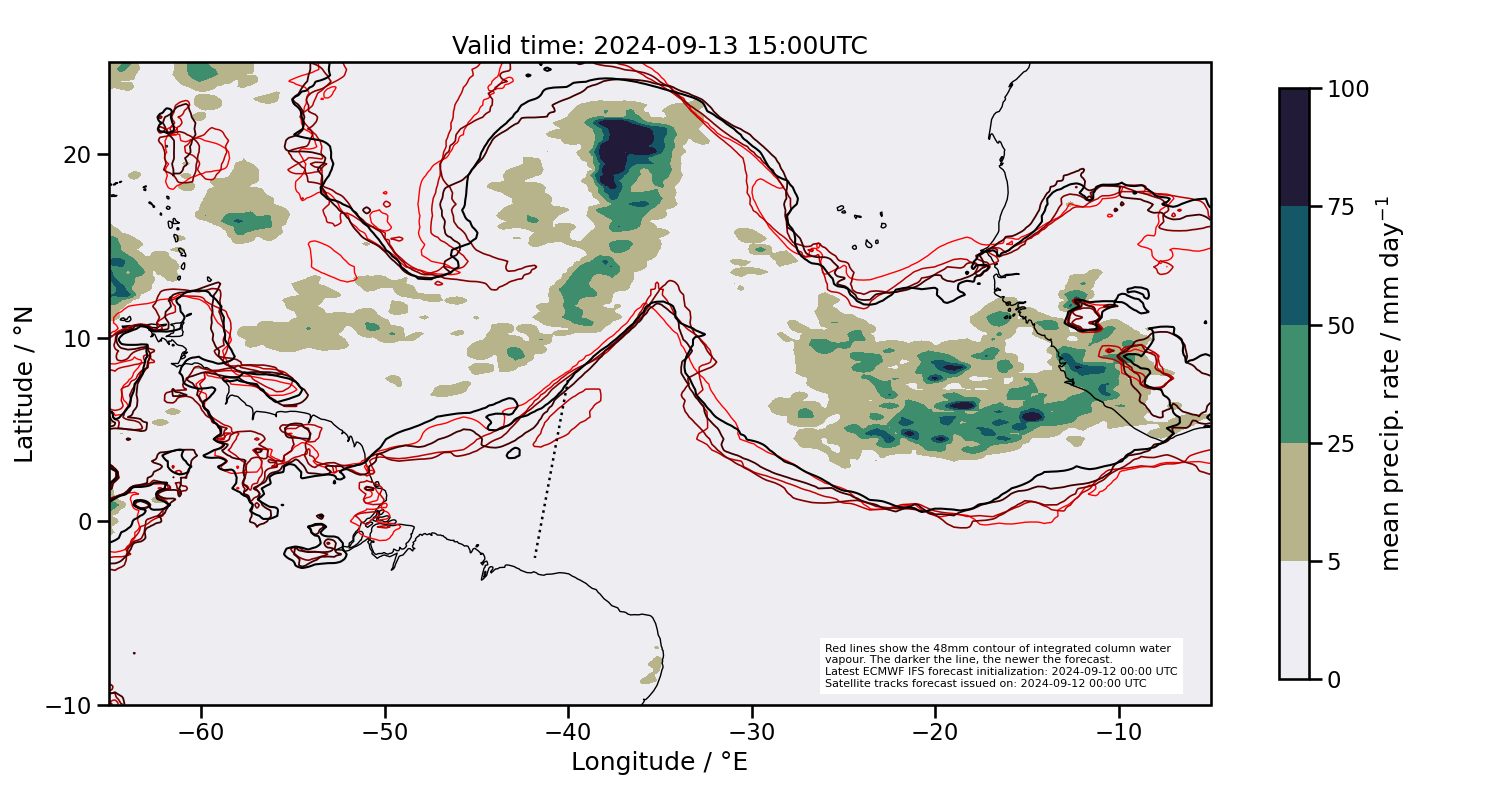 Valid time: 2024-09-13 15:00UTC
Latitude / °N
20
10
0
−10
−60
−50
−40
−30
−20
−10
Longitude / °E
Red lines show the 48mm contour of integrated column water
vapour. The darker the line, the newer the forecast.
Latest ECMWF IFS forecast initialization: 2024-09-12 00:00 UTC
Satellite tracks forecast issued on: 2024-09-12 00:00 UTC
100
75
50
25
5
0
mean precip. rate / mm day⁻¹